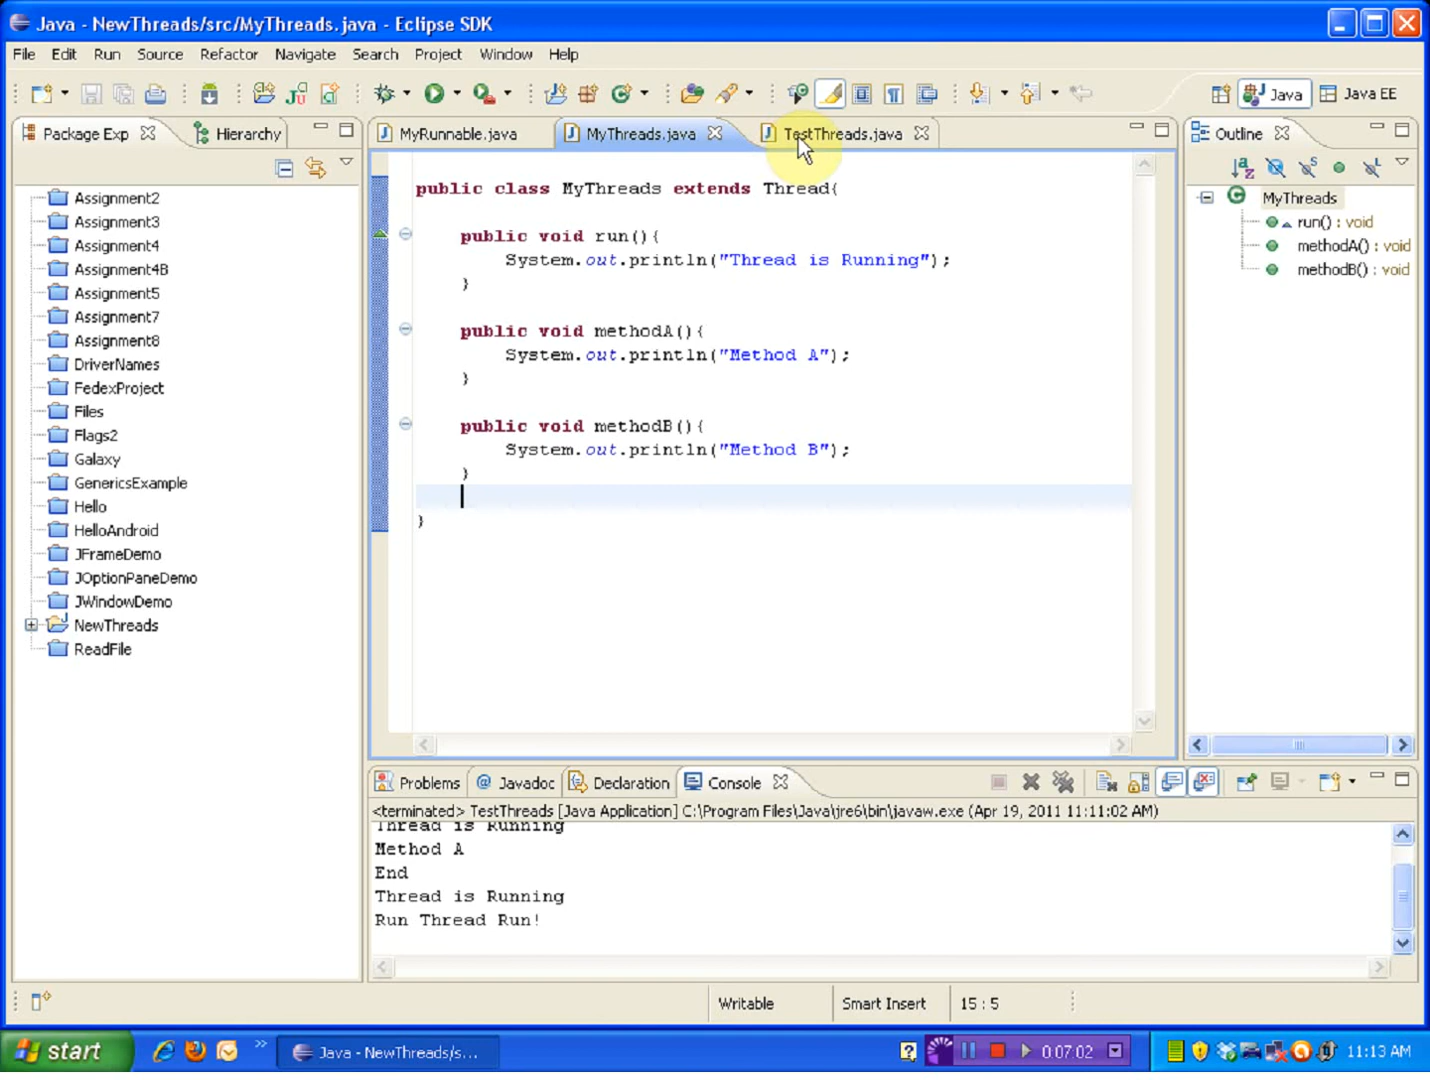 Java - NewThreads/src/MyThreads.java - Eclipse SDK
File Edit Run Source Refactor Navigate Search Project Window Help
Java Java EE
Package Exp Hierarchy
Assignment2
Assignment3
Assignment4
Assignment4B
Assignment5
Assignment7
Assignment8
DriverNames
FedexProject
Files
Flags2
Galaxy
GenericsExample
Hello
HelloAndroid
JFrameDemo
JOptionPaneDemo
JWindowDemo
NewThreads
ReadFile
MyRunnable.java MyThreads.java TestThreads.java
public class MyThreads extends Thread{
public void run(){
System.out.println("Thread is Running");
}
public void methodA(){
System.out.println("Method A");
}
public void methodB(){
System.out.println("Method B");
}
}
Outline
MyThreads
run() : void
methodA() : void
methodB() : void
Problems @ Javadoc Declaration Console
<terminated> TestThreads [Java Application] C:\Program Files\Java\jre6\bin\javaw.exe (Apr 19, 2011 11:11:02 AM)
Thread is Running
Method A
End
Thread is Running
Run Thread Run!
Writable Smart Insert 15 : 5
start Java - NewThreads/s... 0:07:02 11:13 AM